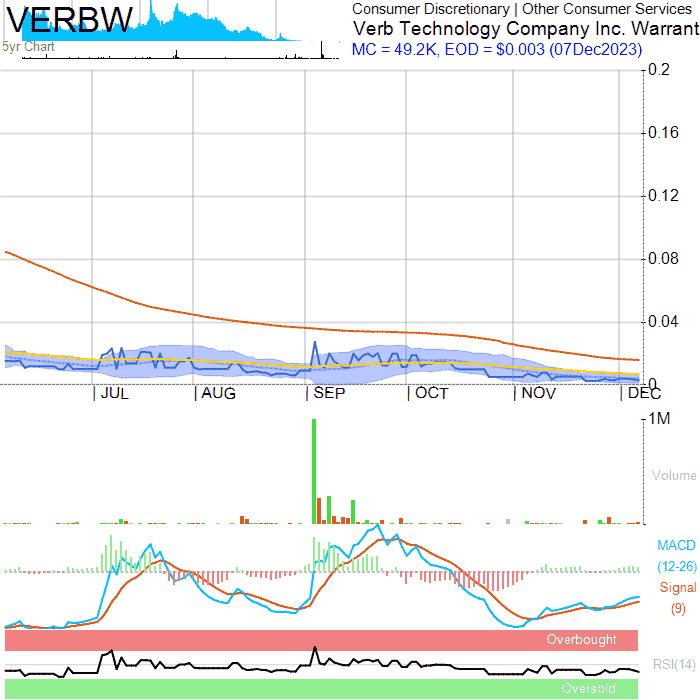 VERBW
5yr Chart
Consumer Discretionary | Other Consumer Services
Verb Technology Company Inc. Warrant
MC = 49.2K, EOD = $0.003 (07Dec2023)
0.2
0.16
0.12
0.08
0.04
0
JUL AUG SEP OCT NOV DEC
1M
Volume
MACD
(12-26)
Signal
(9)
Overbought
RSI(14)
Oversold